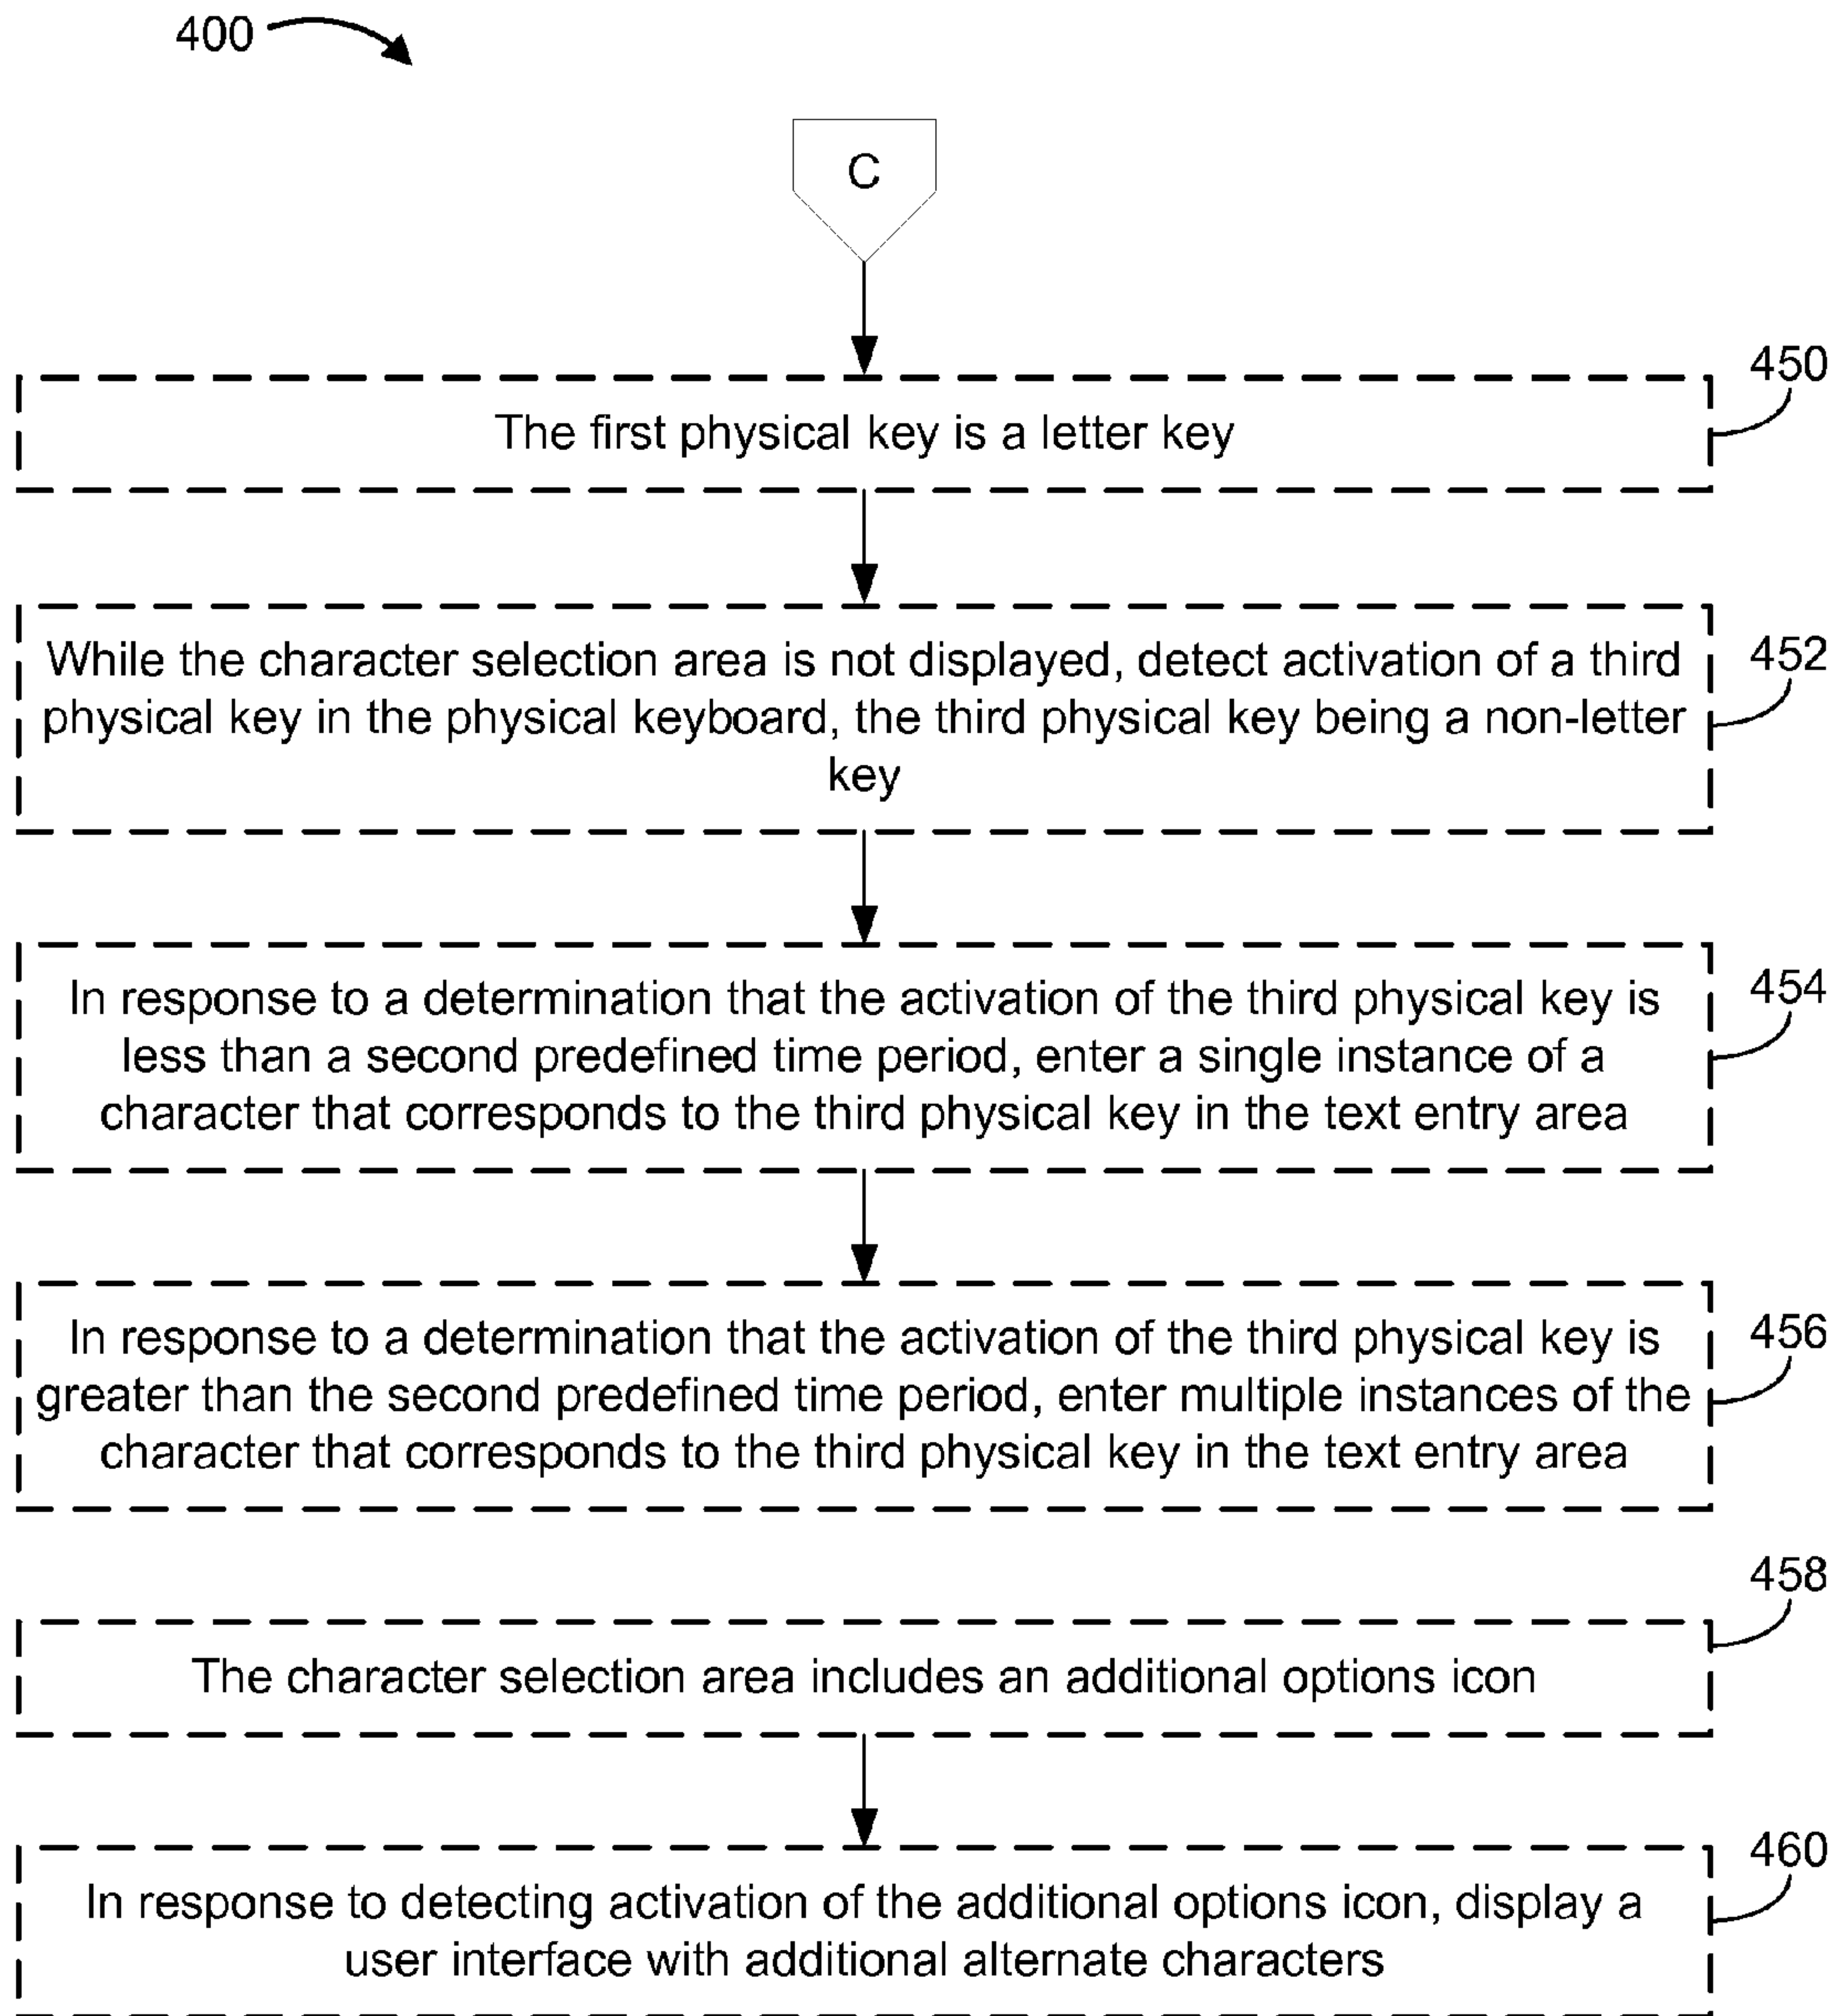 400
C
The first physical key is a letter key
450
While the character selection area is not displayed, detect activation of a third
physical key in the physical keyboard, the third physical key being a non-letter
key
452
In response to a determination that the activation of the third physical key is
less than a second predefined time period, enter a single instance of a
character that corresponds to the third physical key in the text entry area
454
In response to a determination that the activation of the third physical key is
greater than the second predefined time period, enter multiple instances of the
character that corresponds to the third physical key in the text entry area
456
The character selection area includes an additional options icon
458
In response to detecting activation of the additional options icon, display a
user interface with additional alternate characters
460